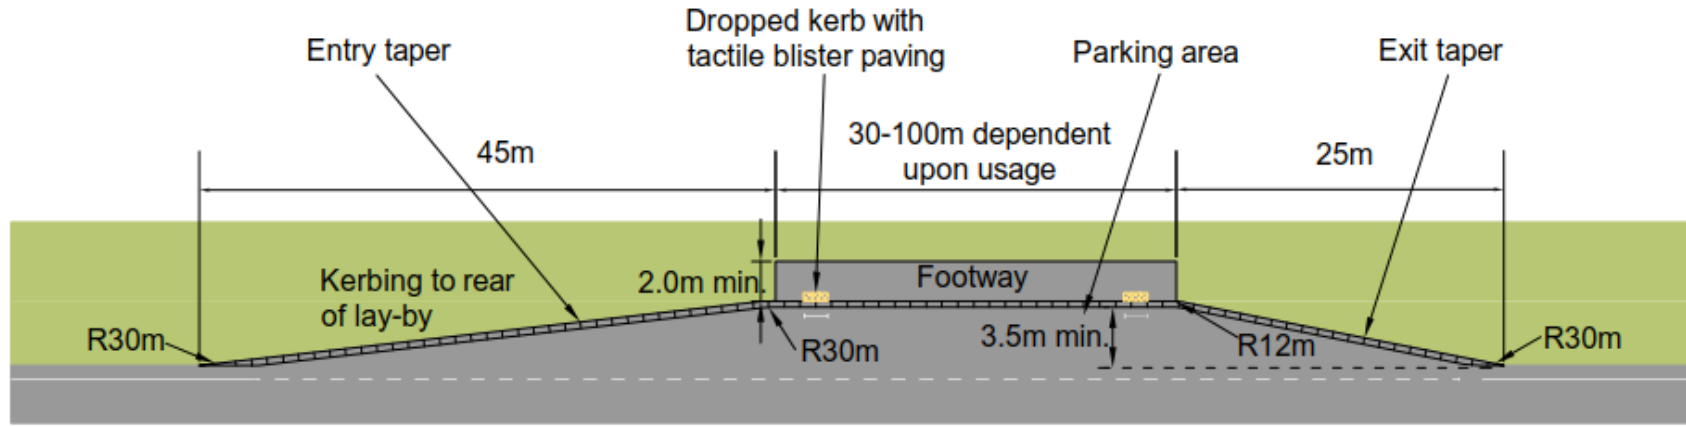 Dropped kerb with
tactile blister paving
Entry taper
Parking area
Exit taper
45m
30-100m dependent
upon usage
25m
Kerbing to rear
of lay-by
2.0m min.
Footway
R30m
R30m
3.5m min.
R12m
R30m